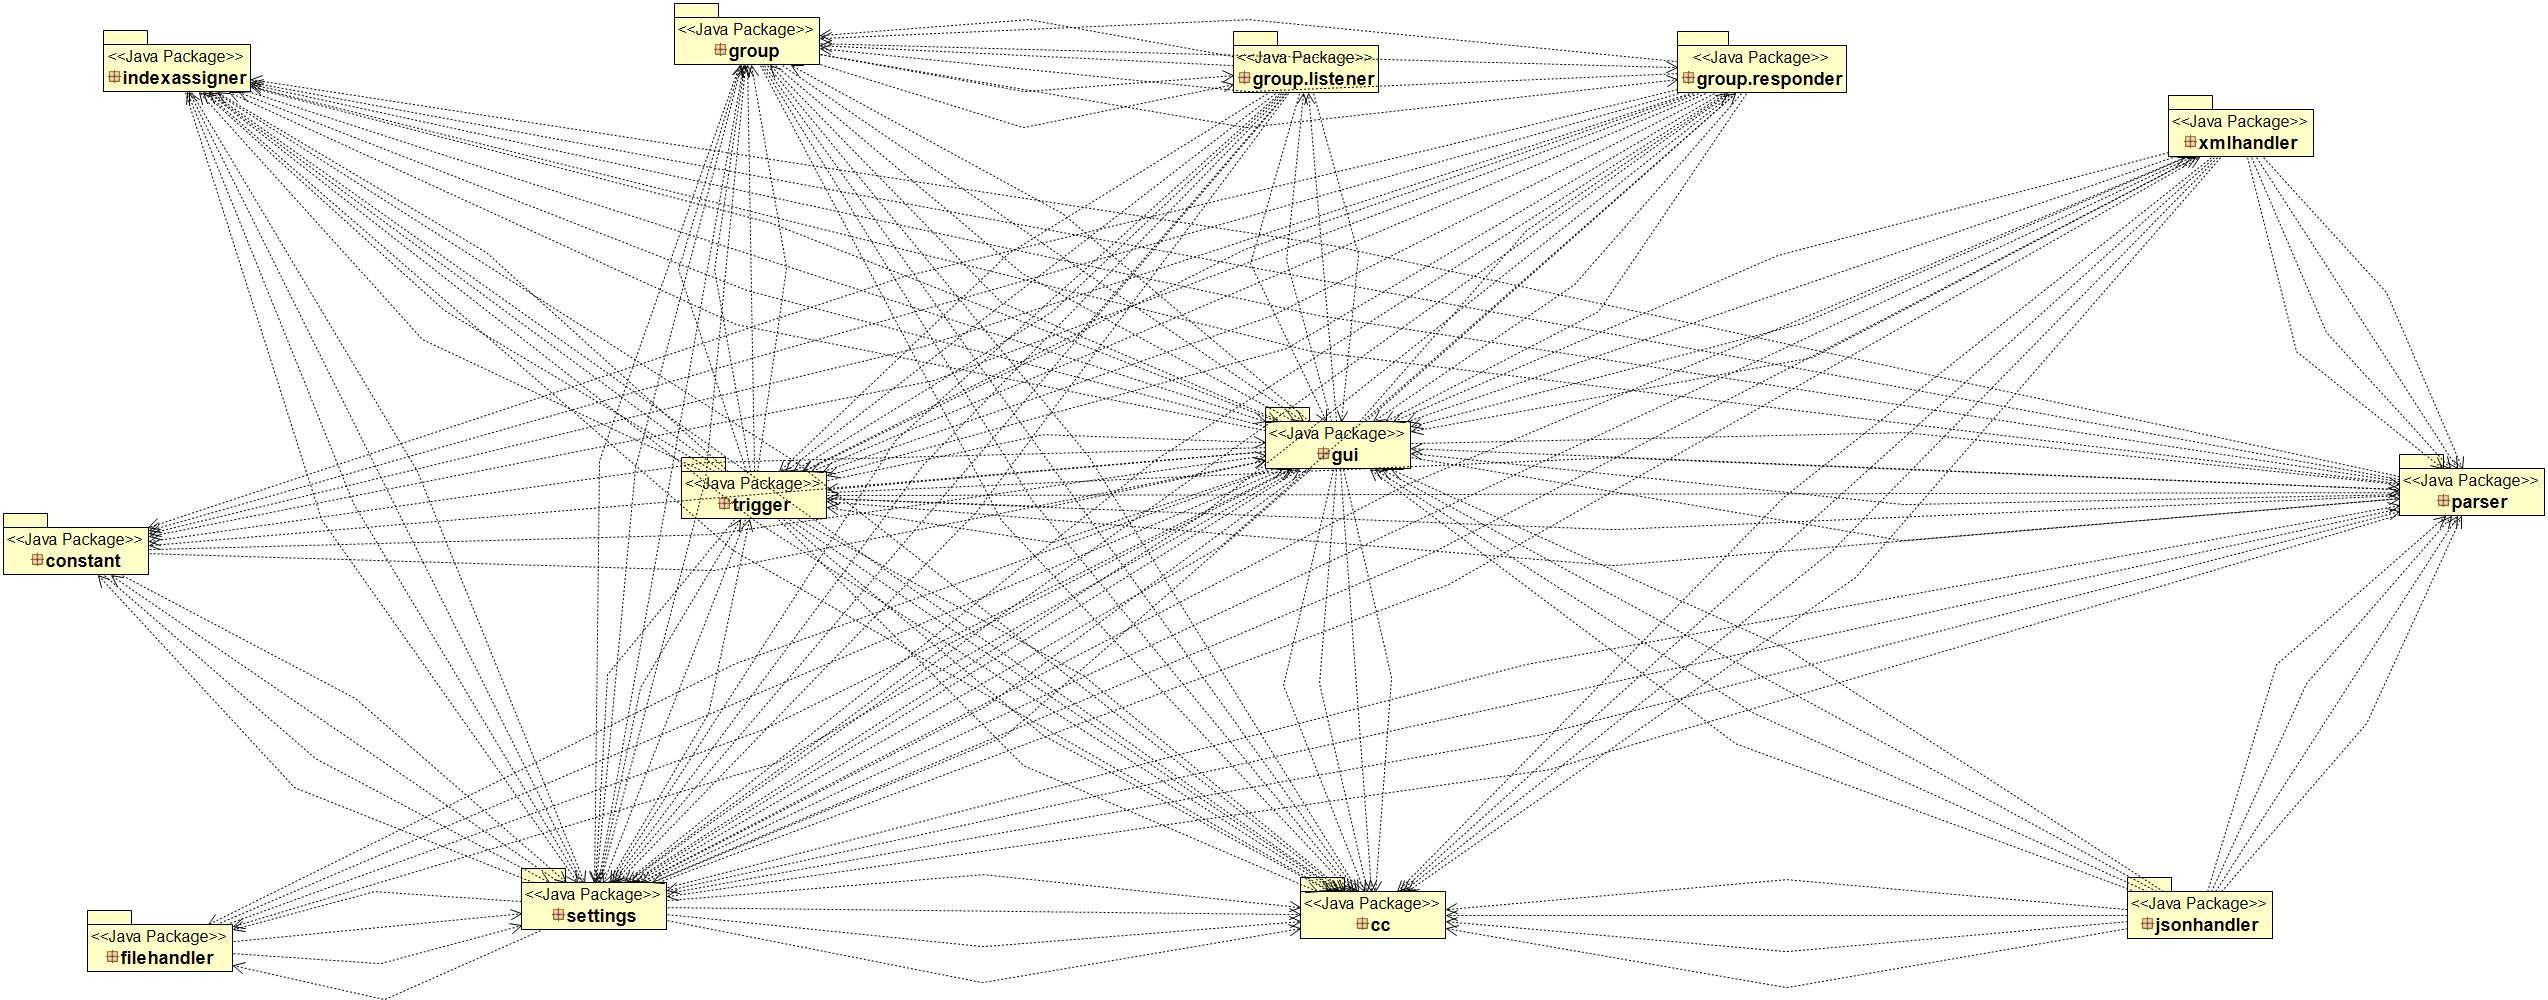 <<Java Package>>
group
<<Java Package>>
indexassigner
<<Java Package>>
group.listener
<<Java Package>>
group.responder
<<Java Package>>
xmlhandler
<<Java Package>>
gui
<<Java Package>>
trigger
<<Java Package>>
parser
<<Java Package>>
constant
<<Java Package>>
settings
<<Java Package>>
cc
<<Java Package>>
jsonhandler
<<Java Package>>
filehandler